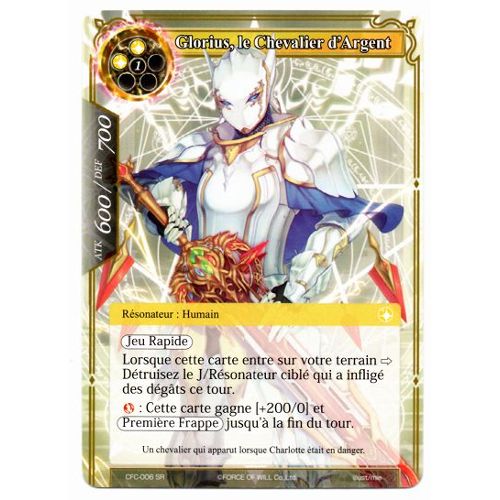 Glorius, le Chevalier d'Argent
1
ATK 600 / DEF 700
Résonateur : Humain
Jeu Rapide
Lorsque cette carte entre sur votre terrain ⇨
Détruisez le J/Résonateur ciblé qui a infligé
des dégâts ce tour.
: Cette carte gagne [+200/0] et
Première Frappe jusqu'à la fin du tour.
Un chevalier qui apparut lorsque Charlotte était en danger.
CFC-006 SR ©FORCE OF WILL Co.,Ltd. illust/mie